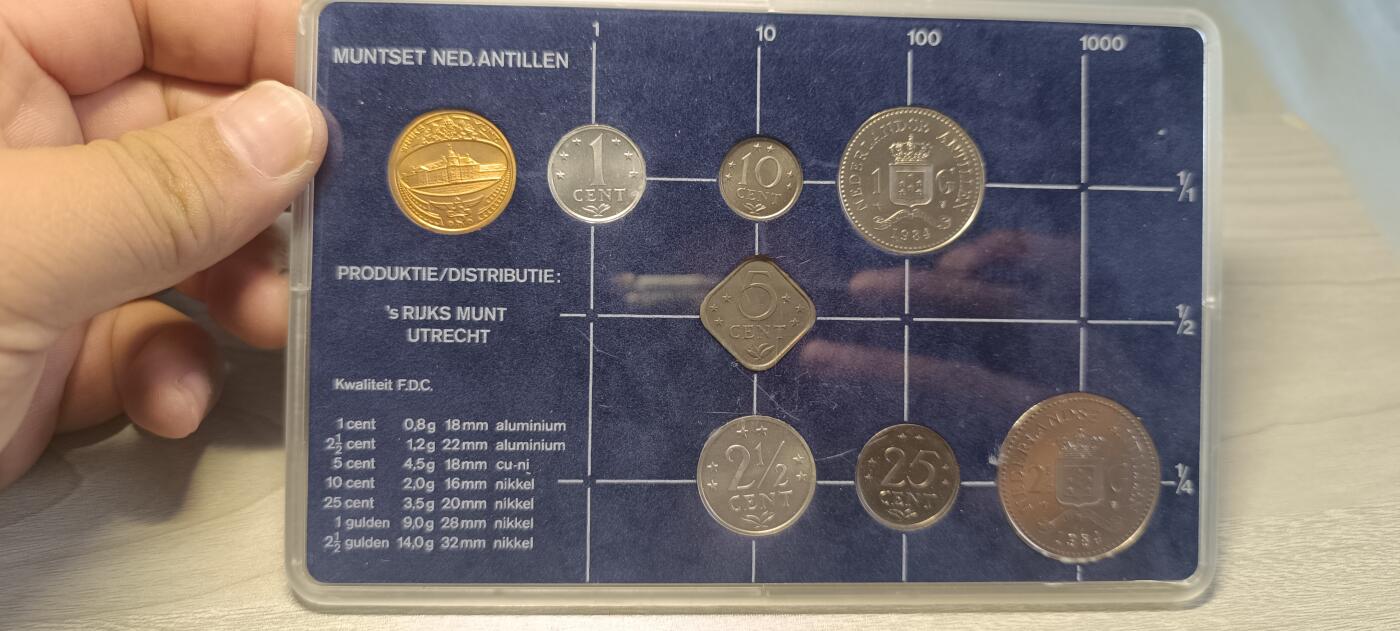 1 10 100 1000
MUNTSET NED. ANTILLEN
1 CENT
10 CENT
NEDERLANDSE ANTILLEN
1 G
1984
1/1
PRODUKTIE/DISTRIBUTIE:
's RIJKS MUNT
UTRECHT
5 CENT
1/2
Kwaliteit F.D.C.
1 cent 0,8g 18mm aluminium
2½ cent 1,2g 22mm aluminium
5 cent 4,5g 18mm cu-ni
10 cent 2,0g 16mm nikkel
25 cent 3,5g 20mm nikkel
1 gulden 9,0g 28mm nikkel
2½ gulden 14,0g 32mm nikkel
2½ CENT
25 CENT
1984
1/4